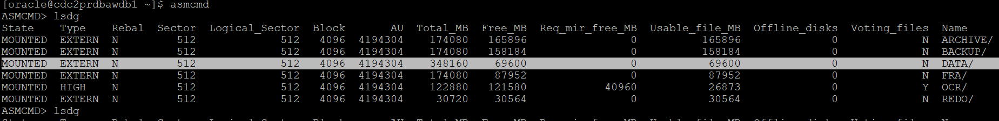 [oracle@cdc2prdbawdb1 ~]$ asmcmd
ASMCMD> lsdg
State    Type    Rebal  Sector  Logical_Sector  Block       AU  Total_MB  Free_MB  Req_mir_free_MB  Usable_file_MB  Offline_disks  Voting_files  Name
MOUNTED  EXTERN  N         512             512   4096  4194304    174080   165896                0          165896              0             N  ARCHIVE/
MOUNTED  EXTERN  N         512             512   4096  4194304    174080   158184                0          158184              0             N  BACKUP/
MOUNTED  EXTERN  N         512             512   4096  4194304    348160    69600                0           69600              0             N  DATA/
MOUNTED  EXTERN  N         512             512   4096  4194304    174080    87952                0           87952              0             N  FRA/
MOUNTED  HIGH    N         512             512   4096  4194304    122880   121580            40960           26873              0             Y  OCR/
MOUNTED  EXTERN  N         512             512   4096  4194304     30720    30564                0           30564              0             N  REDO/
ASMCMD> lsdg